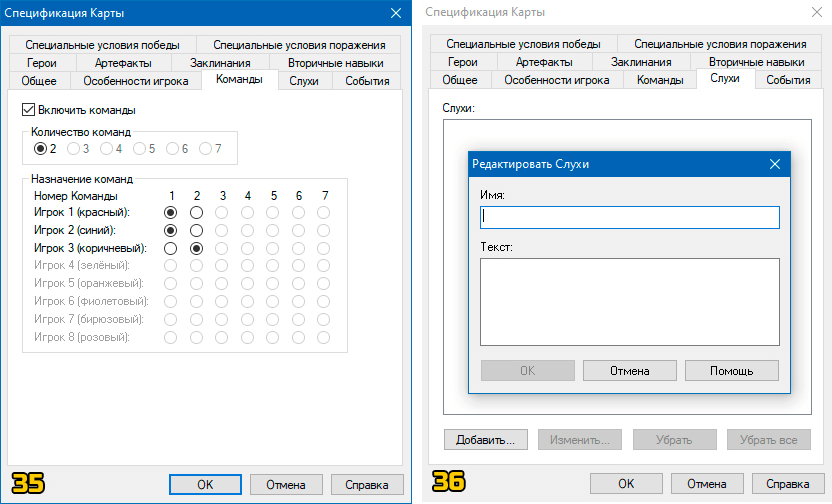 Спецификация Карты
Специальные условия победы Специальные условия поражения
Герои Артефакты Заклинания Вторичные навыки
Общее Особенности игрока Команды Слухи События
Включить команды
Количество команд
2 3 4 5 6 7
Назначение команд
Номер Команды 1 2 3 4 5 6 7
Игрок 1 (красный):
Игрок 2 (синий):
Игрок 3 (коричневый):
Игрок 4 (зелёный):
Игрок 5 (оранжевый):
Игрок 6 (фиолетовый):
Игрок 7 (бирюзовый):
Игрок 8 (розовый):
35
OK Отмена Справка
Спецификация Карты
Специальные условия победы Специальные условия поражения
Герои Артефакты Заклинания Вторичные навыки
Общее Особенности игрока Команды Слухи События
Слухи:
Редактировать Слухи
Имя:
Текст:
OK Отмена Помощь
Добавить... Изменить... Убрать Убрать все
36
OK Отмена Справка